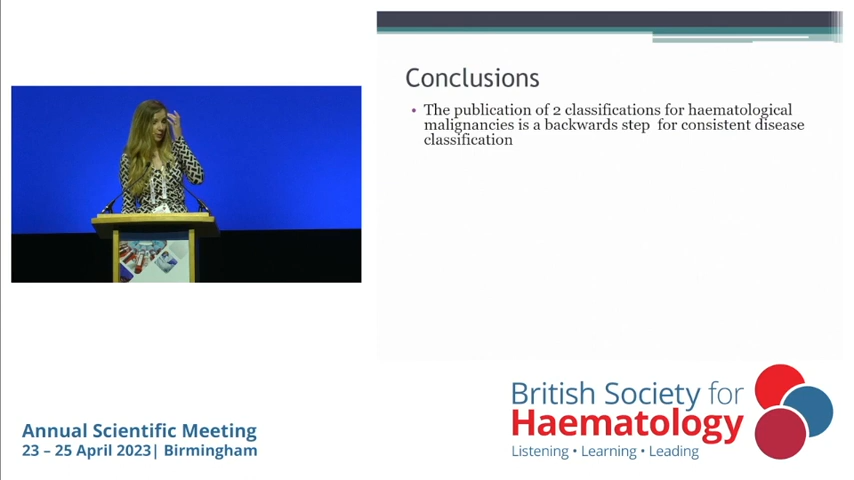 Conclusions
• The publication of 2 classifications for haematological
malignancies is a backwards step  for consistent disease
classification
British Society for
Haematology
Listening • Learning • Leading
Annual Scientific Meeting
23 – 25 April 2023| Birmingham